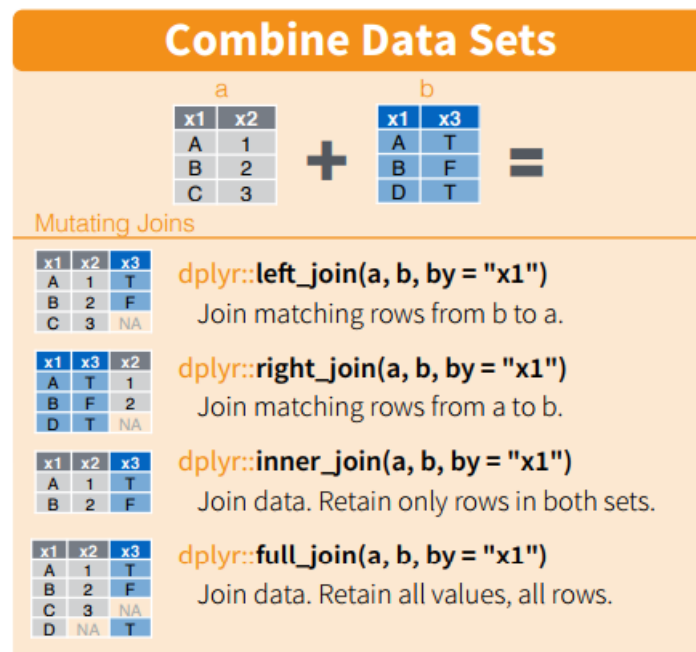 Combine Data Sets
a b
x1 x2 x1 x3
A 1 A T
B 2 B F
C 3 D T
+ =
Mutating Joins
x1 x2 x3
A 1 T
B 2 F
C 3 NA
dplyr::left_join(a, b, by = "x1")
Join matching rows from b to a.
x1 x3 x2
A T 1
B F 2
D T NA
dplyr::right_join(a, b, by = "x1")
Join matching rows from a to b.
x1 x2 x3
A 1 T
B 2 F
dplyr::inner_join(a, b, by = "x1")
Join data. Retain only rows in both sets.
x1 x2 x3
A 1 T
B 2 F
C 3 NA
D NA T
dplyr::full_join(a, b, by = "x1")
Join data. Retain all values, all rows.